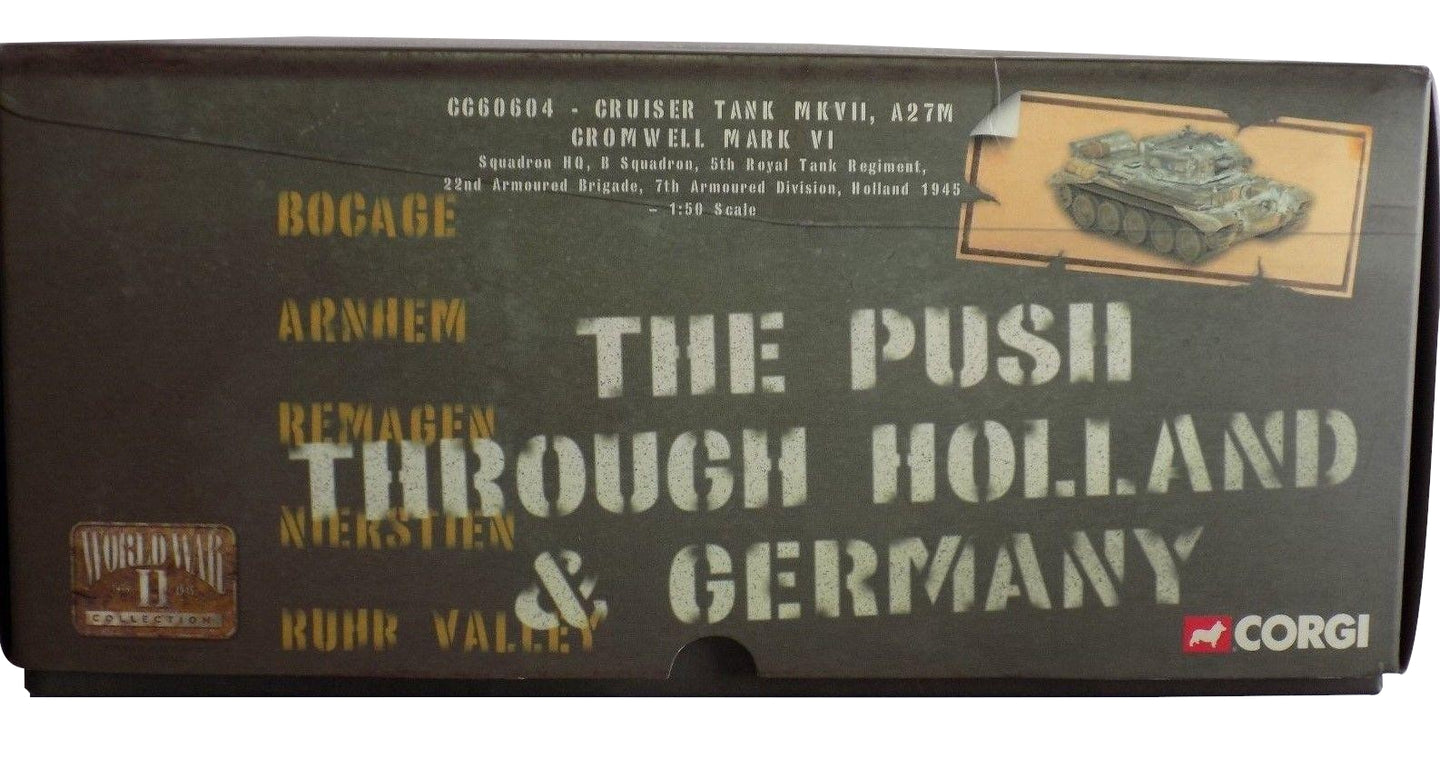 CC60604 - CRUISER TANK MKVII, A27M
CROMWELL MARK VI
Squadron HQ, B Squadron, 5th Royal Tank Regiment,
22nd Armoured Brigade, 7th Armoured Division, Holland 1945
- 1:50 Scale
BOCAGE
ARNHEM
REMAGEN
NIERSTIEN
RUHR VALLEY
THE PUSH
THROUGH HOLLAND
& GERMANY
WORLD WAR
II
1945
COLLECTION
CORGI